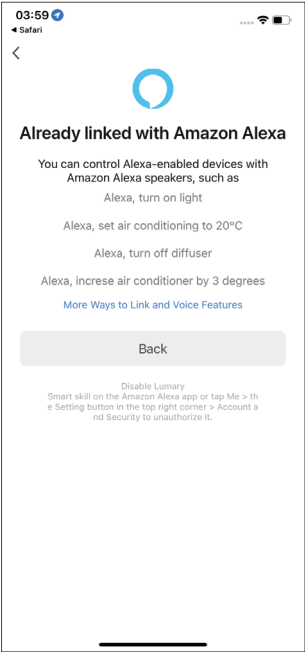 03:59
◀ Safari
Already linked with Amazon Alexa
You can control Alexa-enabled devices with
Amazon Alexa speakers, such as
Alexa, turn on light
Alexa, set air conditioning to 20°C
Alexa, turn off diffuser
Alexa, increse air conditioner by 3 degrees
More Ways to Link and Voice Features
Back
Disable Lumary
Smart skill on the Amazon Alexa app or tap Me > th
e Setting button in the top right corner > Account a
nd Security to unauthorize it.